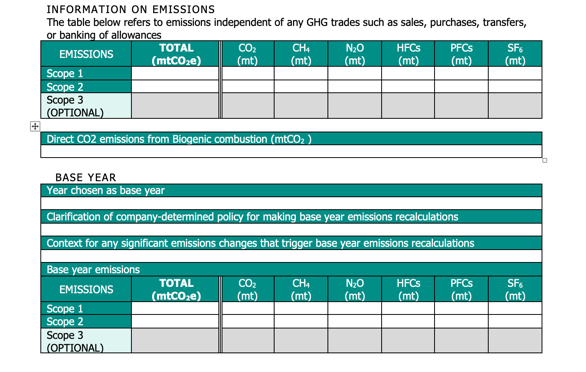 INFORMATION ON EMISSIONS
The table below refers to emissions independent of any GHG trades such as sales, purchases, transfers,
or banking of allowances
EMISSIONS TOTAL (mtCO₂e) CO₂ (mt) CH₄ (mt) N₂O (mt) HFCs (mt) PFCs (mt) SF₆ (mt)
Scope 1
Scope 2
Scope 3
(OPTIONAL)
Direct CO2 emissions from Biogenic combustion (mtCO₂ )
BASE YEAR
Year chosen as base year
Clarification of company-determined policy for making base year emissions recalculations
Context for any significant emissions changes that trigger base year emissions recalculations
Base year emissions
EMISSIONS TOTAL (mtCO₂e) CO₂ (mt) CH₄ (mt) N₂O (mt) HFCs (mt) PFCs (mt) SF₆ (mt)
Scope 1
Scope 2
Scope 3
(OPTIONAL)